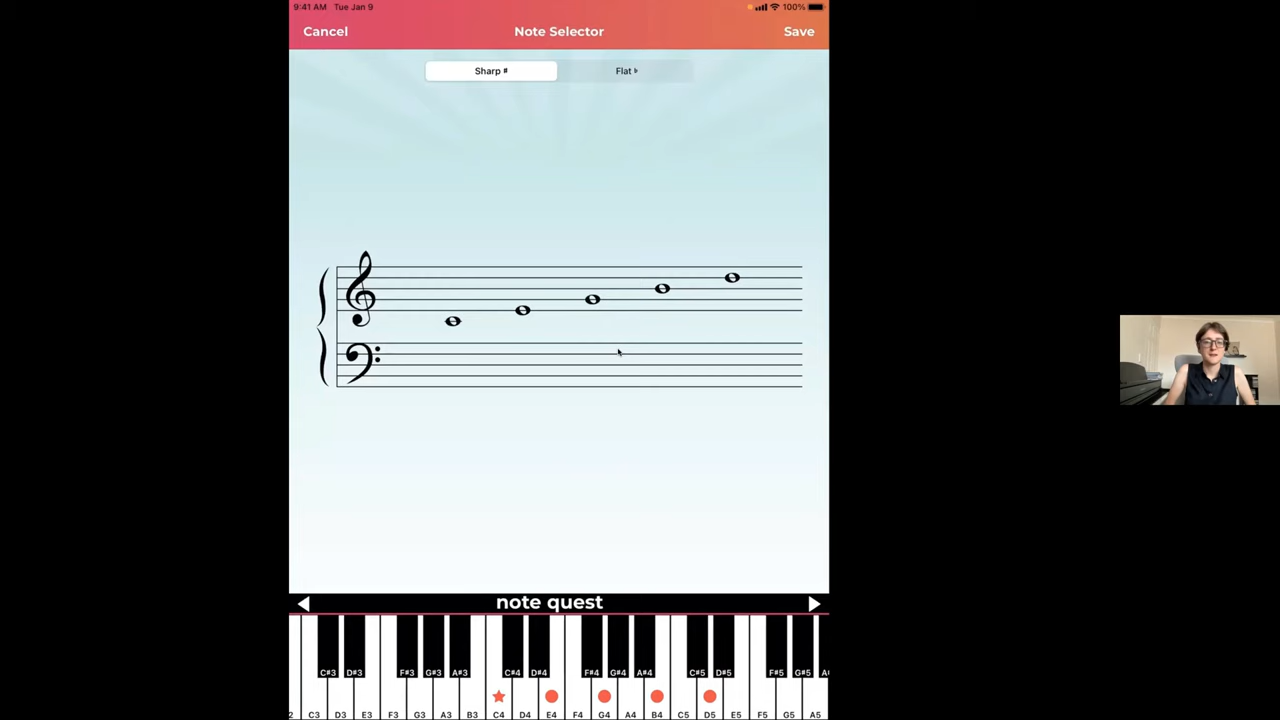 9:41 AM Tue Jan 9 100%
Cancel Note Selector Save
Sharp # Flat ♭
note quest
C#3 D#3 F#3 G#3 A#3 C#4 D#4 F#4 G#4 A#4 C#5 D#5 F#5 G#5
2 C3 D3 E3 F3 G3 A3 B3 C4 D4 E4 F4 G4 A4 B4 C5 D5 E5 F5 G5 A5